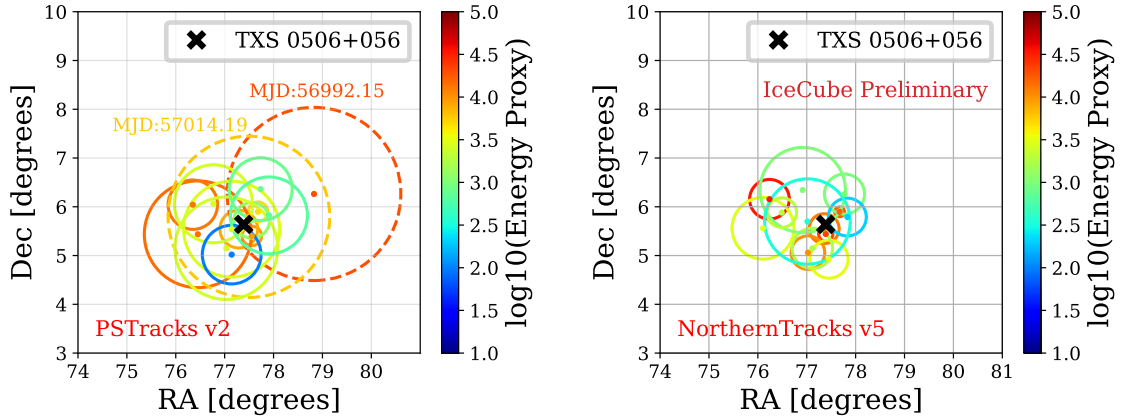 10
9
8
7
6
5
4
3
Dec [degrees]
TXS 0506+056
MJD:56992.15
MJD:57014.19
PSTracks v2
74 75 76 77 78 79 80
RA [degrees]
5.0
4.5
4.0
3.5
3.0
2.5
2.0
1.5
1.0
log10(Energy Proxy)
10
9
8
7
6
5
4
3
Dec [degrees]
TXS 0506+056
IceCube Preliminary
NorthernTracks v5
74 75 76 77 78 79 80 81
RA [degrees]
5.0
4.5
4.0
3.5
3.0
2.5
2.0
1.5
1.0
log10(Energy Proxy)